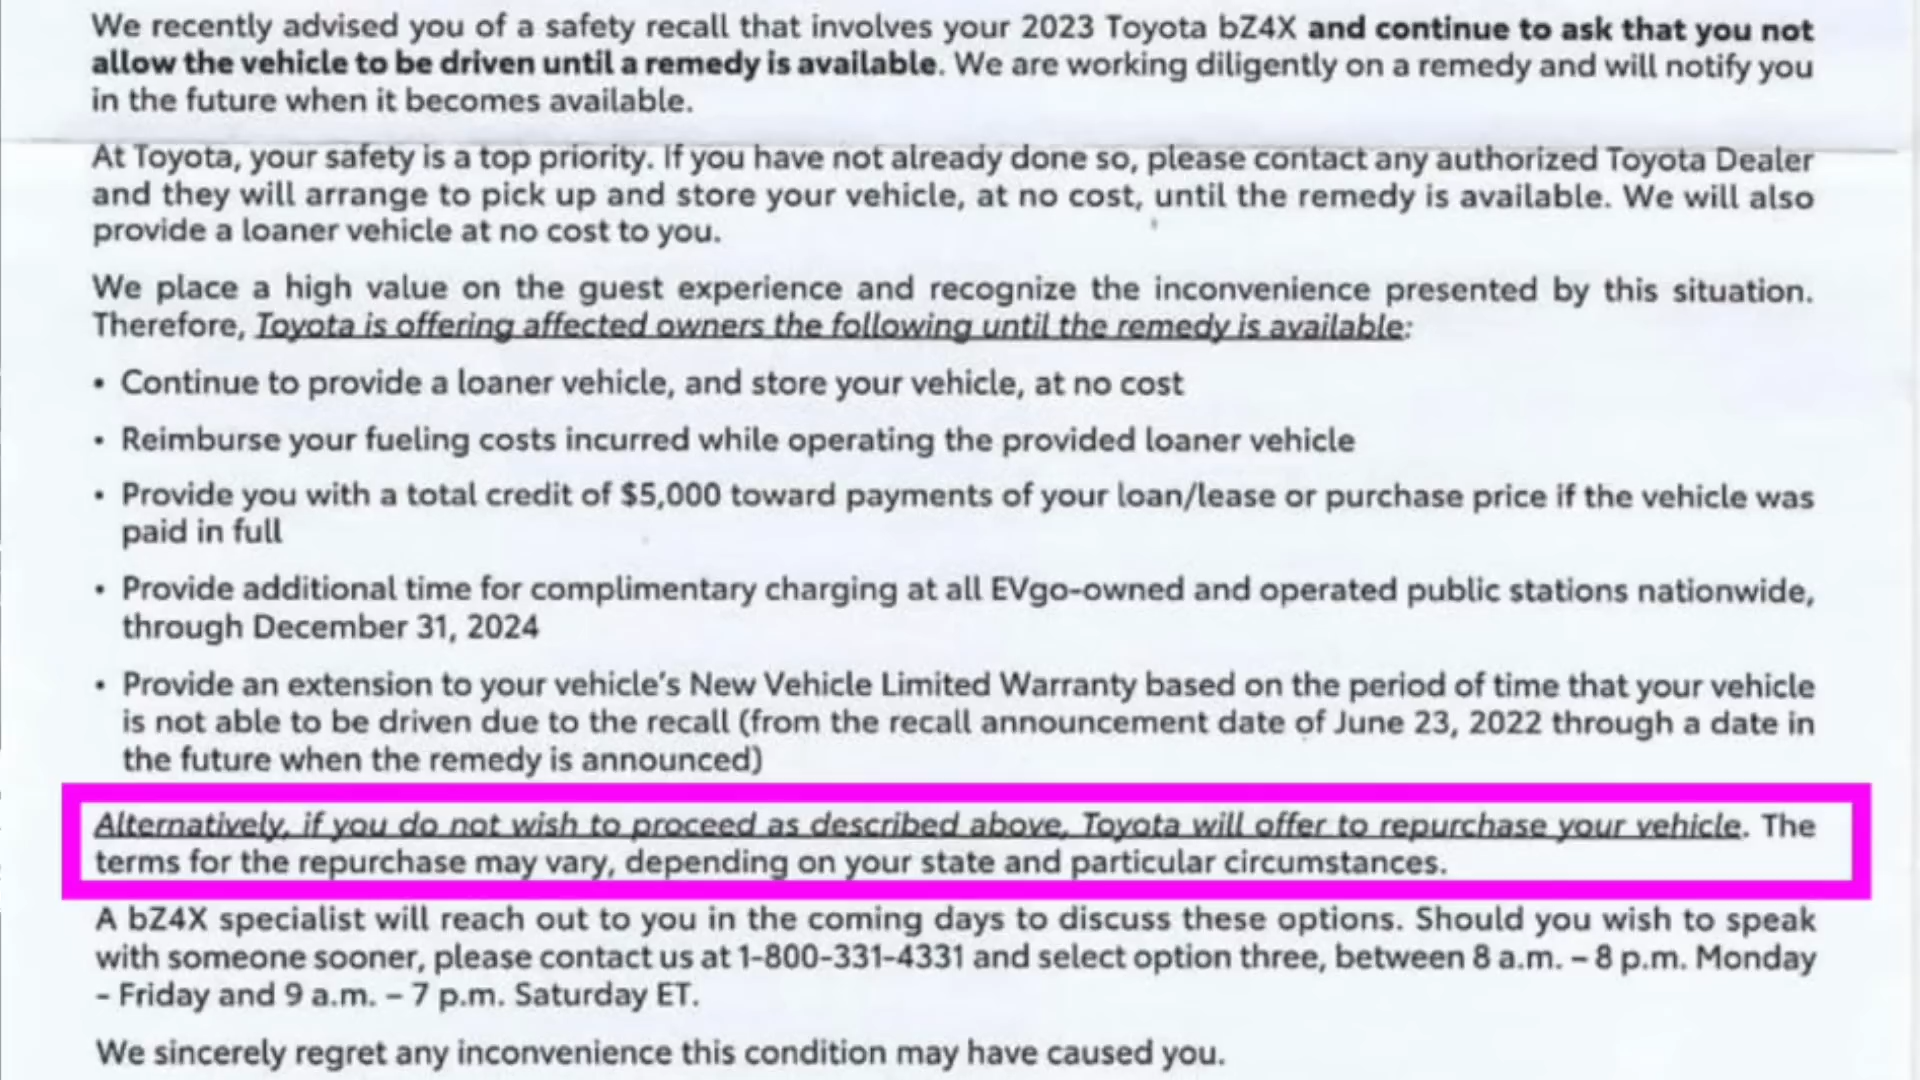 We recently advised you of a safety recall that involves your 2023 Toyota bZ4X and continue to ask that you not
allow the vehicle to be driven until a remedy is available. We are working diligently on a remedy and will notify you
in the future when it becomes available.
At Toyota, your safety is a top priority. If you have not already done so, please contact any authorized Toyota Dealer
and they will arrange to pick up and store your vehicle, at no cost, until the remedy is available. We will also
provide a loaner vehicle at no cost to you.
We place a high value on the guest experience and recognize the inconvenience presented by this situation.
Therefore, Toyota is offering affected owners the following until the remedy is available:
• Continue to provide a loaner vehicle, and store your vehicle, at no cost
• Reimburse your fueling costs incurred while operating the provided loaner vehicle
• Provide you with a total credit of $5,000 toward payments of your loan/lease or purchase price if the vehicle was
paid in full
• Provide additional time for complimentary charging at all EVgo-owned and operated public stations nationwide,
through December 31, 2024
• Provide an extension to your vehicle's New Vehicle Limited Warranty based on the period of time that your vehicle
is not able to be driven due to the recall (from the recall announcement date of June 23, 2022 through a date in
the future when the remedy is announced)
Alternatively, if you do not wish to proceed as described above, Toyota will offer to repurchase your vehicle. The
terms for the repurchase may vary, depending on your state and particular circumstances.
A bZ4X specialist will reach out to you in the coming days to discuss these options. Should you wish to speak
with someone sooner, please contact us at 1-800-331-4331 and select option three, between 8 a.m. – 8 p.m. Monday
– Friday and 9 a.m. – 7 p.m. Saturday ET.
We sincerely regret any inconvenience this condition may have caused you.